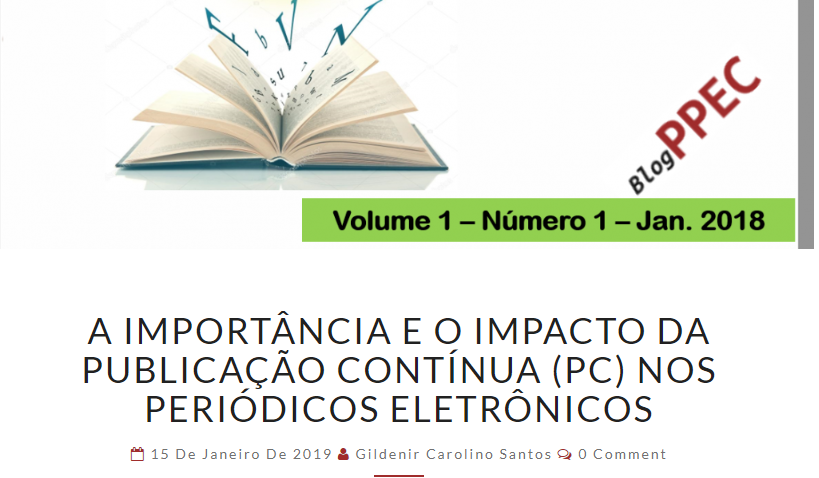 Blog PPEC
Volume 1 – Número 1 – Jan. 2018
A IMPORTÂNCIA E O IMPACTO DA
PUBLICAÇÃO CONTÍNUA (PC) NOS
PERIÓDICOS ELETRÔNICOS
15 De Janeiro De 2019 Gildenir Carolino Santos 0 Comment